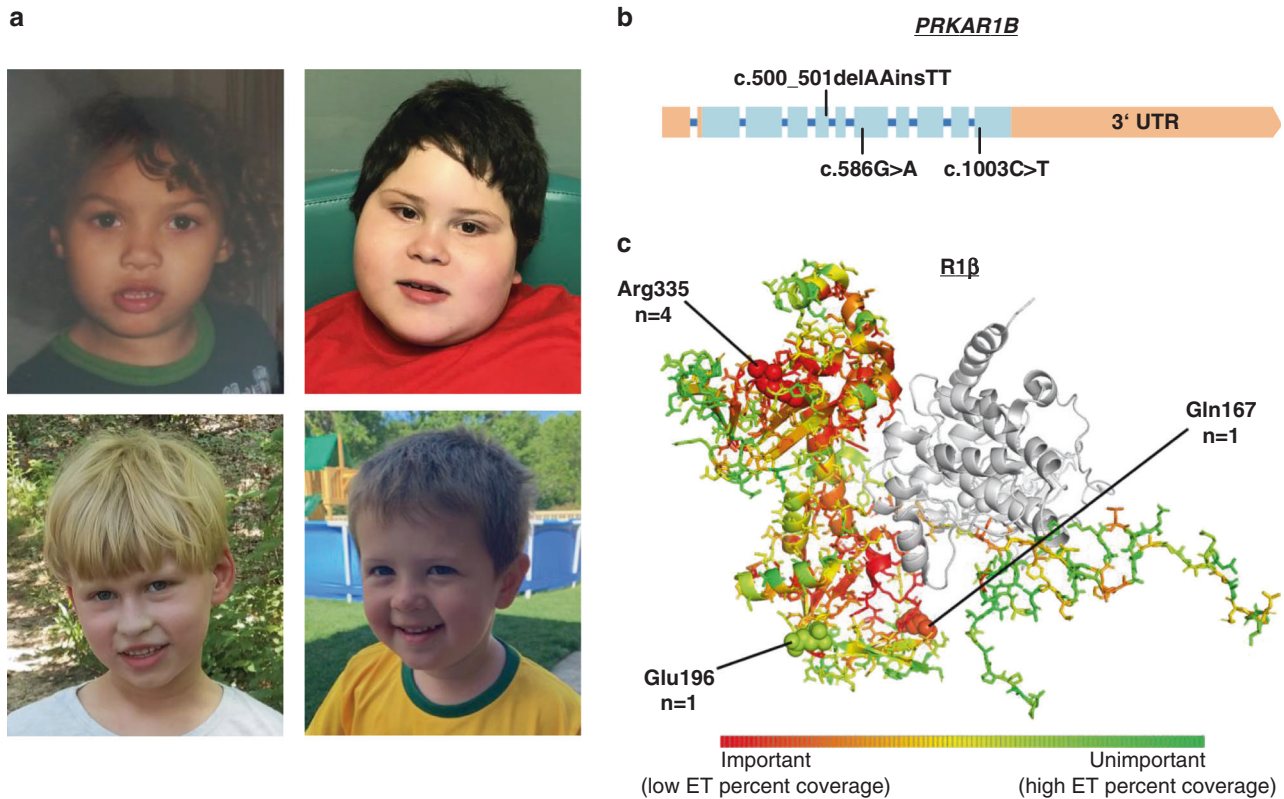 a
b
PRKAR1B
c.500_501delAAinsTT
3‘ UTR
c.586G>A
c.1003C>T
c
R1β
Arg335
n=4
Gln167
n=1
Glu196
n=1
Important
(low ET percent coverage)
Unimportant
(high ET percent coverage)